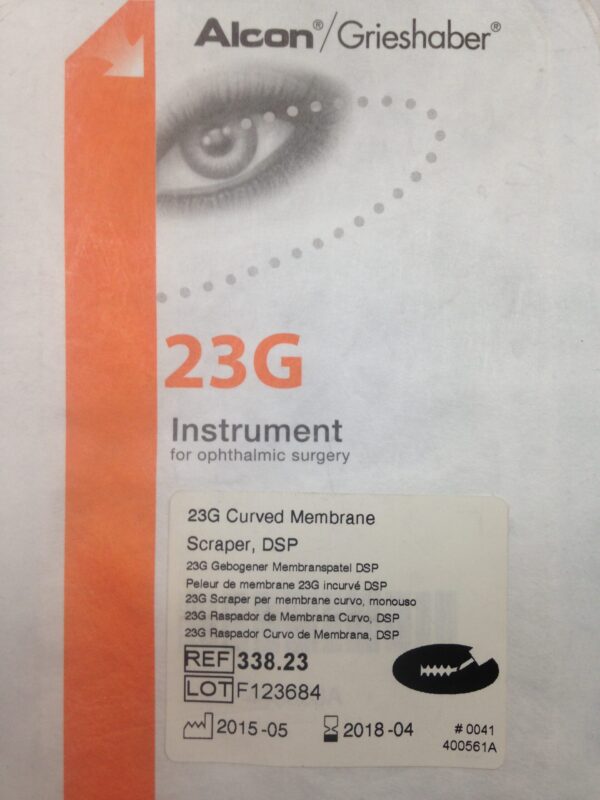 Alcon®/Grieshaber®
23G
Instrument
for ophthalmic surgery
23G Curved Membrane
Scraper, DSP
23G Gebogener Membranspatel DSP
Peleur de membrane 23G incurvé DSP
23G Scraper per membrane curvo, monouso
23G Raspador de Membrana Curvo, DSP
23G Raspador Curvo de Membrana, DSP
REF 338.23
LOT F123684
2015-05 2018-04 # 0041
400561A